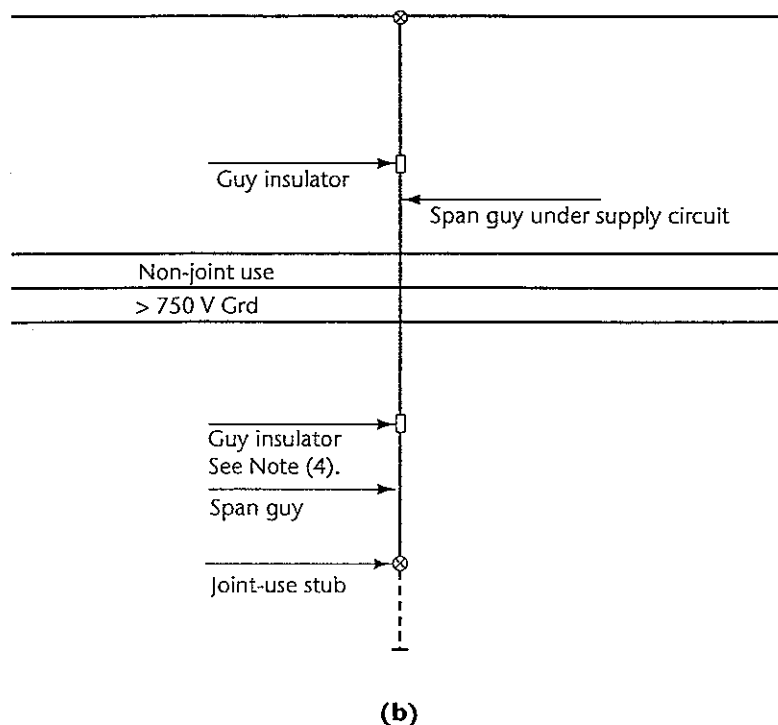 Guy insulator
Span guy under supply circuit
Non-joint use
> 750 V Grd
Guy insulator
See Note (4).
Span guy
Joint-use stub
(b)